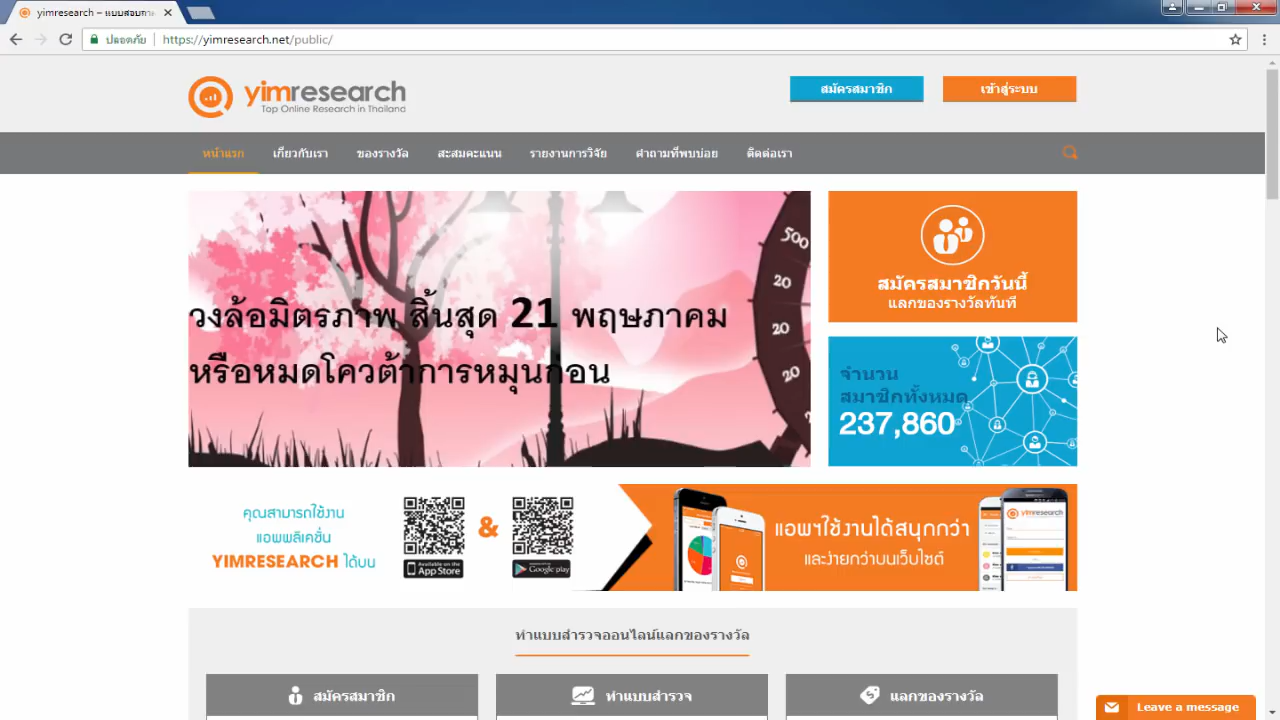 yimresearch – แบบสอบถา
ปลอดภัย https://yimresearch.net/public/
yimresearch
Top Online Research in Thailand
สมัครสมาชิก
เข้าสู่ระบบ
หน้าแรก เกี่ยวกับเรา ของรางวัล สะสมคะแนน รายงานการวิจัย คำถามที่พบบ่อย ติดต่อเรา
วงล้อมิตรภาพ สิ้นสุด 21 พฤษภาคม
หรือหมดโควต้าการหมุนก่อน
500
20
20
20
สมัครสมาชิกวันนี้
แลกของรางวัลทันที
จำนวน
สมาชิกทั้งหมด
237,860
คุณสามารถใช้งาน
แอพพลิเคชั่น
YIMRESEARCH ได้บน
Available on the
App Store
&
Google play
แอพฯใช้งานได้สนุกกว่า
และง่ายกว่าบนเว็บไซต์
yimresearch
ทำแบบสำรวจออนไลน์แลกของรางวัล
สมัครสมาชิก
ทำแบบสำรวจ
แลกของรางวัล
Leave a message